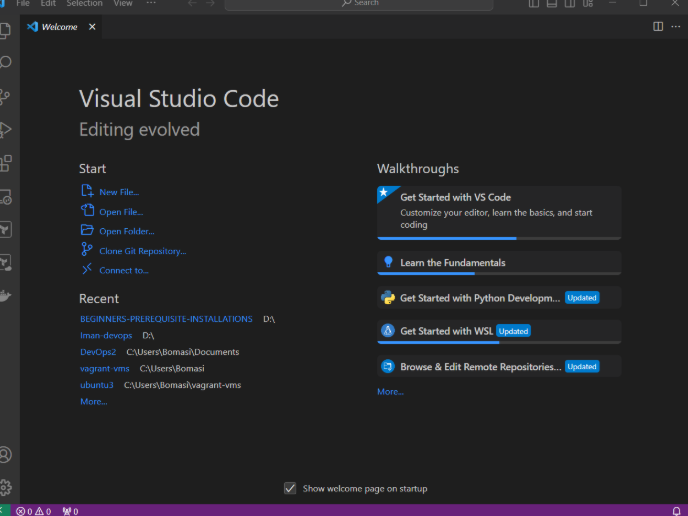 File Edit Selection View ··· Search
Welcome
Visual Studio Code
Editing evolved
Start
New File...
Open File...
Open Folder...
Clone Git Repository...
Connect to...
Recent
BEGINNERS-PREREQUISITE-INSTALLATIONS D:\
Iman-devops D:\
DevOps2 C:\Users\Bomasi\Documents
vagrant-vms C:\Users\Bomasi
ubuntu3 C:\Users\Bomasi\vagrant-vms
More...
Walkthroughs
Get Started with VS Code
Customize your editor, learn the basics, and start
coding
Learn the Fundamentals
Get Started with Python Developm... Updated
Get Started with WSL Updated
Browse & Edit Remote Repositories... Updated
More...
Show welcome page on startup
0 0 0